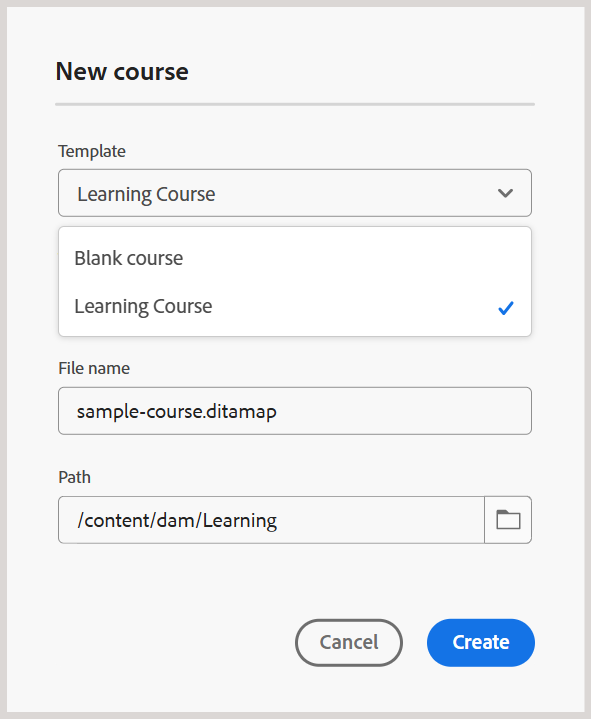 New course
Template
Learning Course
Blank course
Learning Course
File name
sample-course.ditamap
Path
/content/dam/Learning
Cancel
Create